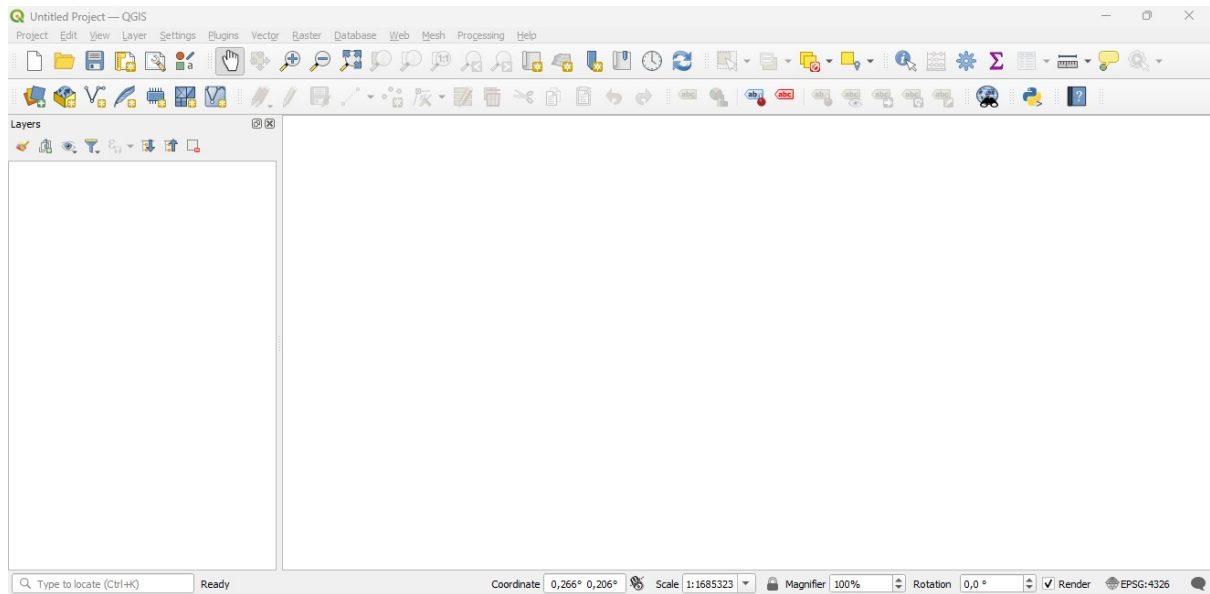 Untitled Project — QGIS
Project Edit View Layer Settings Plugins Vector Raster Database Web Mesh Processing Help
Layers
Type to locate (Ctrl+K) Ready Coordinate 0,266° 0,206° Scale 1:1685323 Magnifier 100% Rotation 0,0 ° Render EPSG:4326